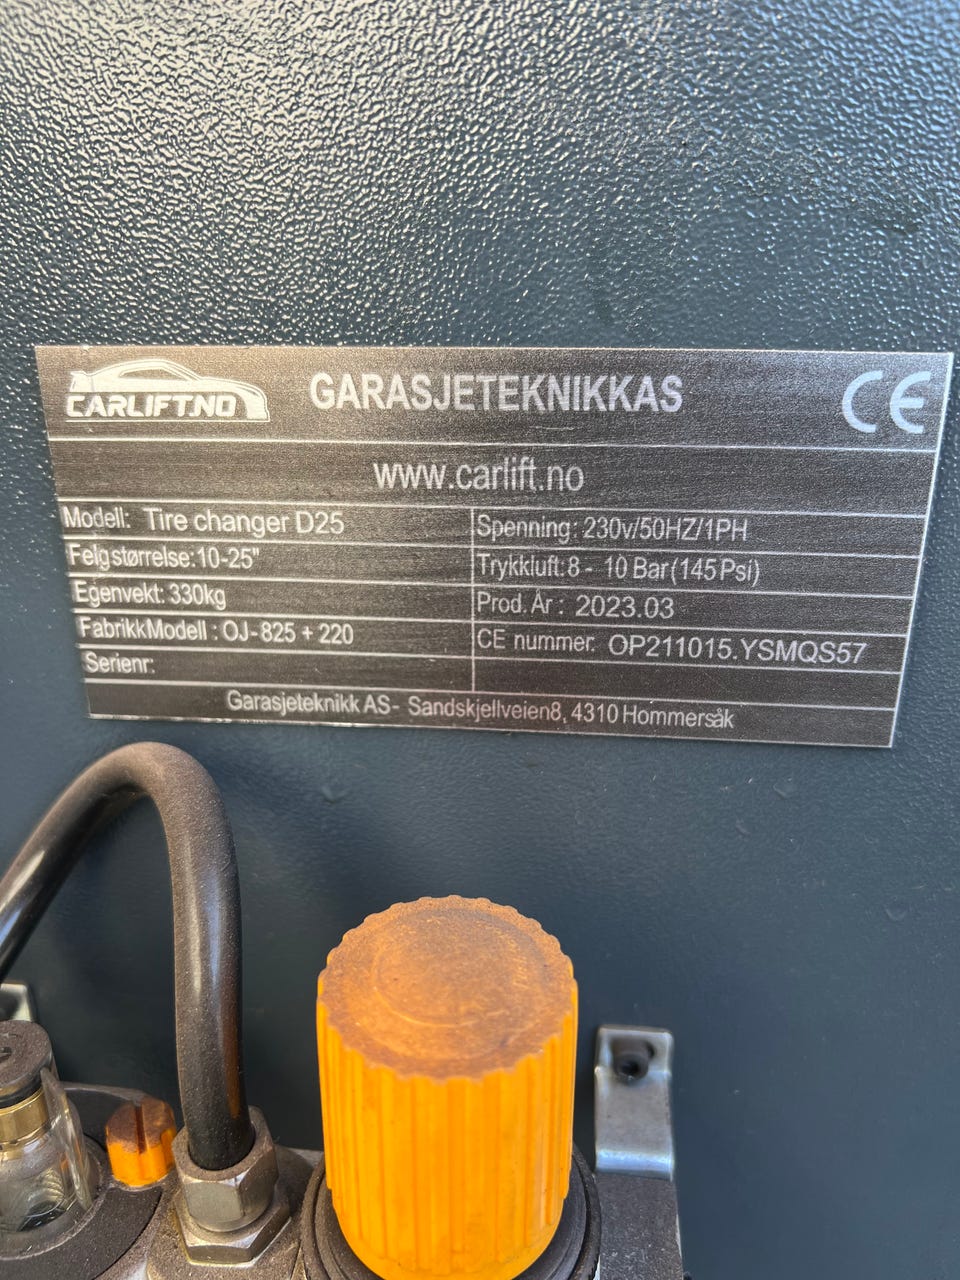 CARLIFT.NO
GARASJETEKNIKKAS
CE
www.carlift.no
Modell: Tire changer D25
Spenning: 230v/50HZ/1PH
Felgstørrelse: 10-25"
Trykkluft: 8 - 10 Bar (145 Psi)
Egenvekt: 330kg
Prod. År : 2023.03
FabrikkModell : OJ-825 + 220
CE nummer: OP211015.YSMQS57
Serienr:
Garasjeteknikk AS- Sandskjellveien8, 4310 Hommersåk